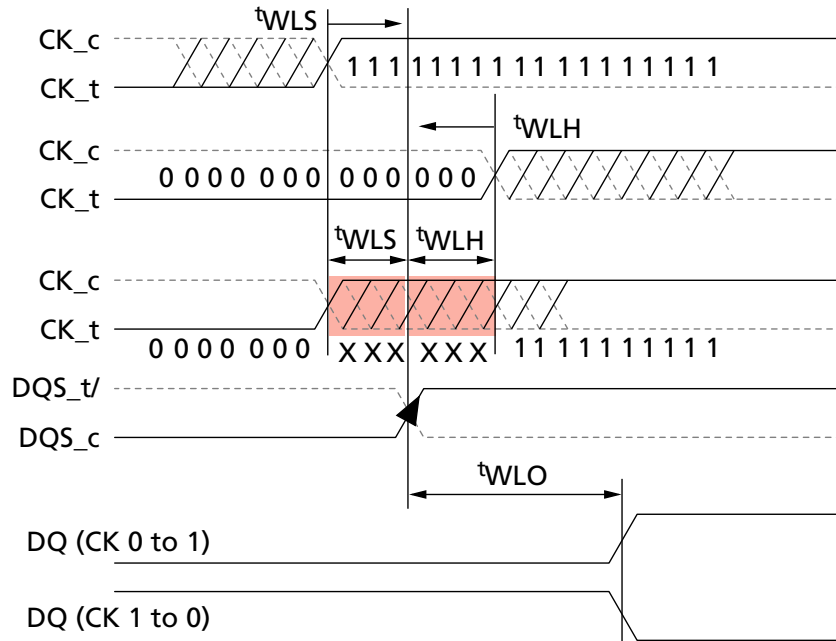 tWLS
CK_c
1 1 1 1 1 1 1 1 1 1 1 1 1 1 1 1 1
CK_t
tWLH
CK_c
0 0 0 0 0 0 0 0 0 0 0 0 0
CK_t
tWLS tWLH
CK_c
CK_t
0 0 0 0 0 0 0 X X X X X X 1 1 1 1 1 1 1 1 1
DQS_t/
DQS_c
tWLO
DQ (CK 0 to 1)
DQ (CK 1 to 0)